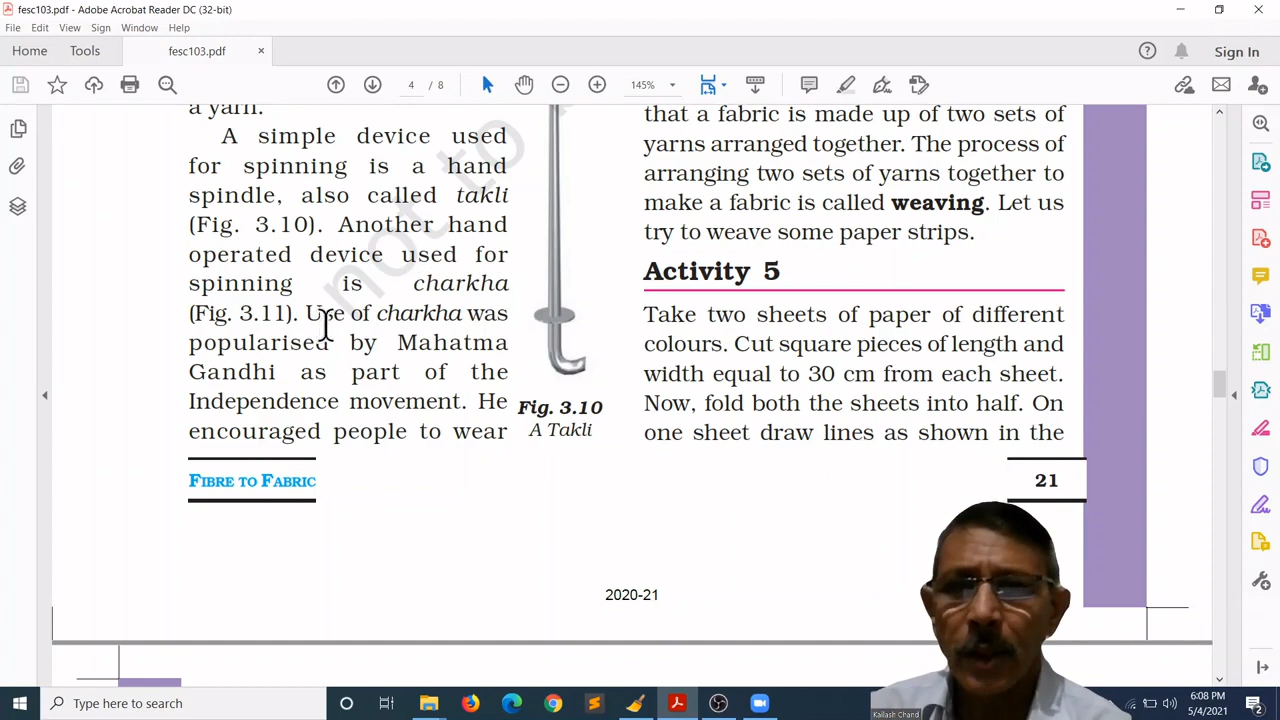 fesc103.pdf - Adobe Acrobat Reader DC (32-bit)
File Edit View Sign Window Help
Home Tools fesc103.pdf × Sign In
4 / 8 145%
a yarn.
A simple device used
for spinning is a hand
spindle, also called takli
(Fig. 3.10). Another hand
operated device used for
spinning is charkha
(Fig. 3.11). Use of charkha was
popularised by Mahatma
Gandhi as part of the
Independence movement. He
encouraged people to wear
not to
Fig. 3.10
A Takli
that a fabric is made up of two sets of
yarns arranged together. The process of
arranging two sets of yarns together to
make a fabric is called weaving. Let us
try to weave some paper strips.
Activity 5
Take two sheets of paper of different
colours. Cut square pieces of length and
width equal to 30 cm from each sheet.
Now, fold both the sheets into half. On
one sheet draw lines as shown in the
FIBRE TO FABRIC
21
2020-21
Kailash Chand
Type here to search
6:08 PM
5/4/2021
2